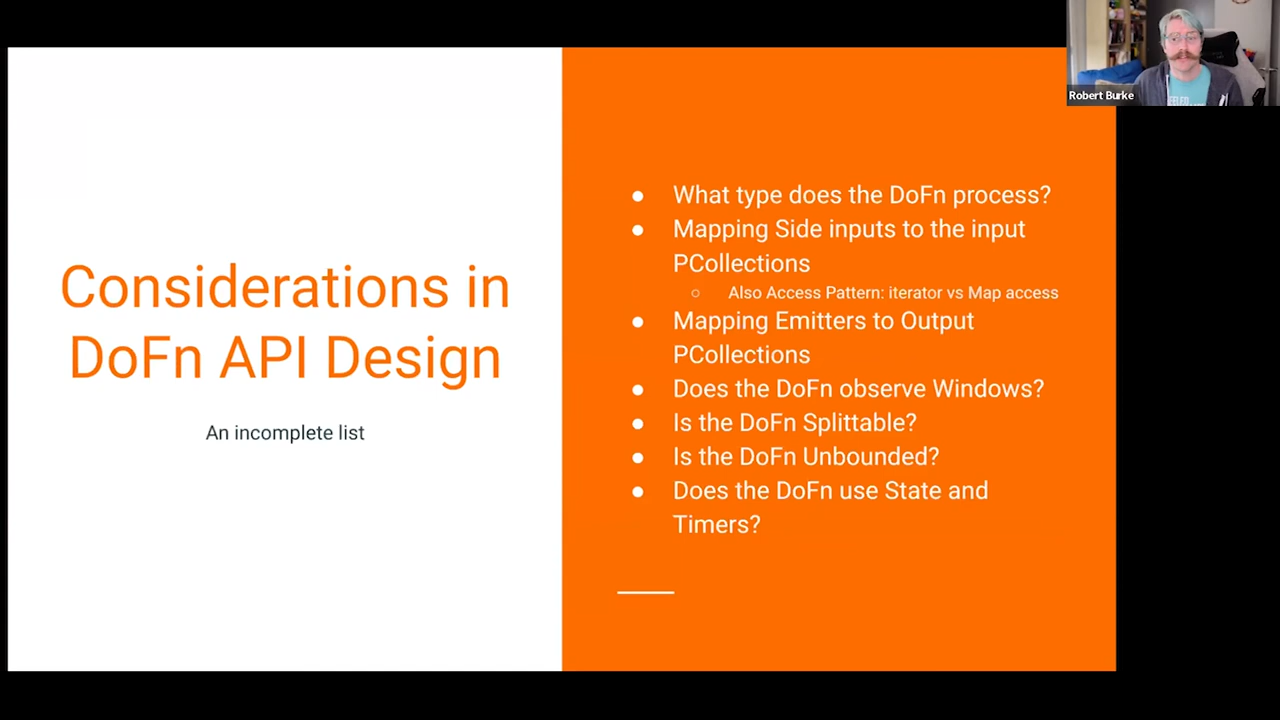 Considerations in
DoFn API Design
An incomplete list
● What type does the DoFn process?
● Mapping Side inputs to the input
PCollections
○ Also Access Pattern: iterator vs Map access
● Mapping Emitters to Output
PCollections
● Does the DoFn observe Windows?
● Is the DoFn Splittable?
● Is the DoFn Unbounded?
● Does the DoFn use State and
Timers?
Robert Burke